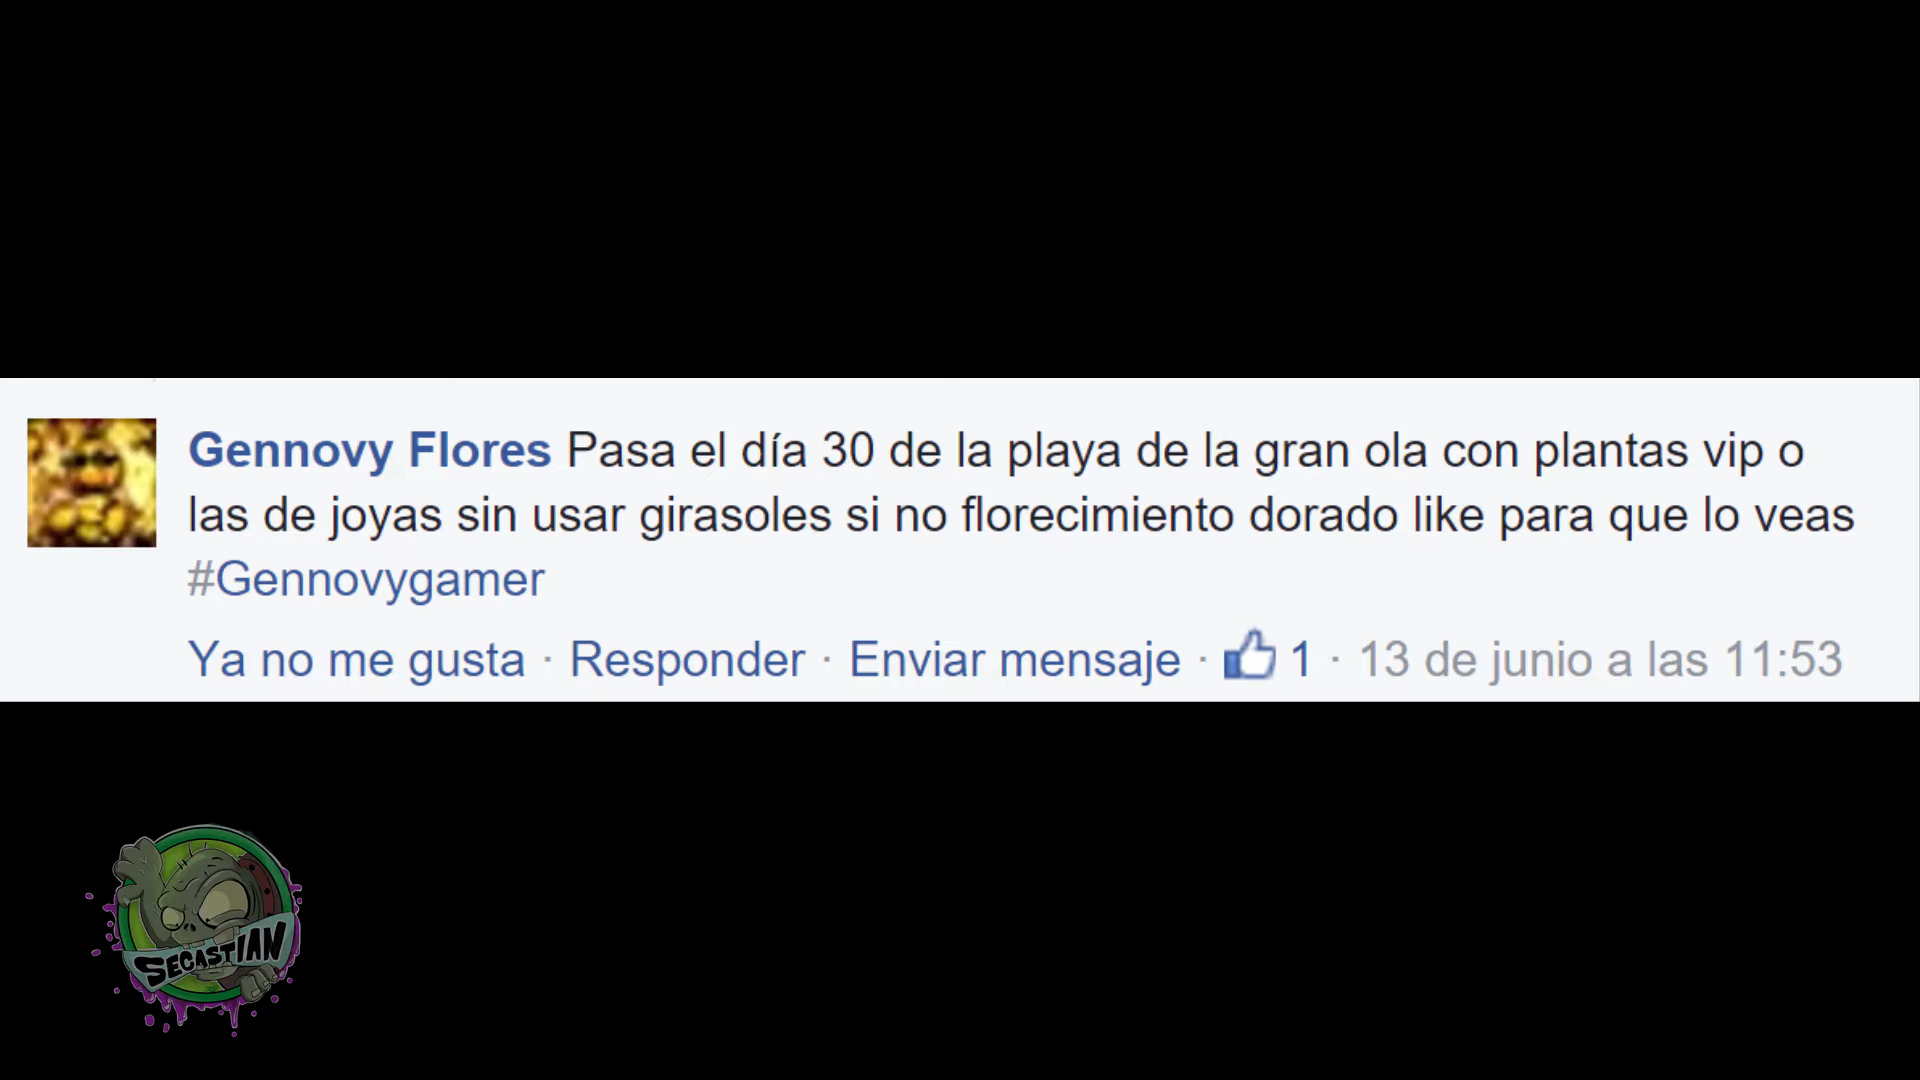 Gennovy Flores Pasa el día 30 de la playa de la gran ola con plantas vip o
las de joyas sin usar girasoles si no florecimiento dorado like para que lo veas
#Gennovygamer
Ya no me gusta · Responder · Enviar mensaje · 1 · 13 de junio a las 11:53
SECASTIAN